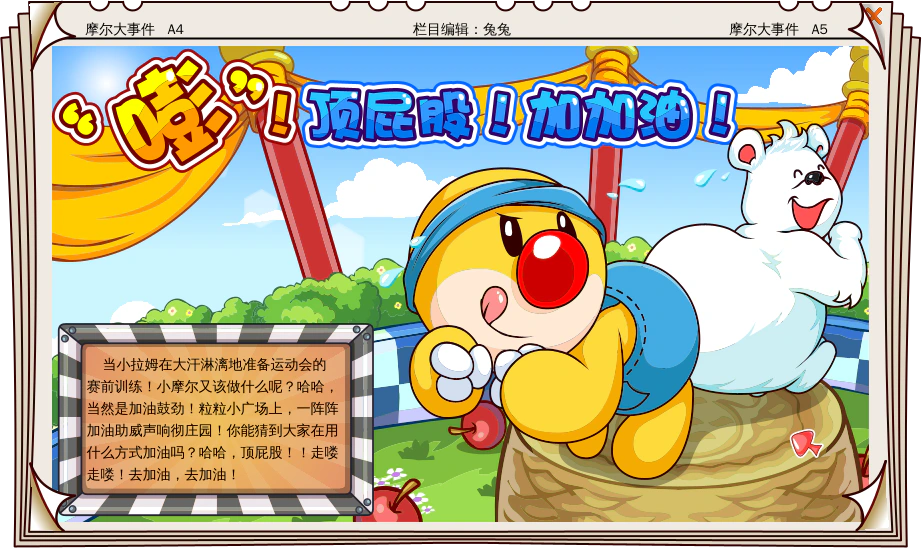 摩尔大事件 A4
栏目编辑：兔兔
摩尔大事件 A5
“嘭”！顶屁股！加加油！
当小拉姆在大汗淋漓地准备运动会的
赛前训练！小摩尔又该做什么呢？哈哈，
当然是加油鼓劲！粒粒小广场上，一阵阵
加油助威声响彻庄园！你能猜到大家在用
什么方式加油吗？哈哈，顶屁股！！走喽
走喽！去加油，去加油！